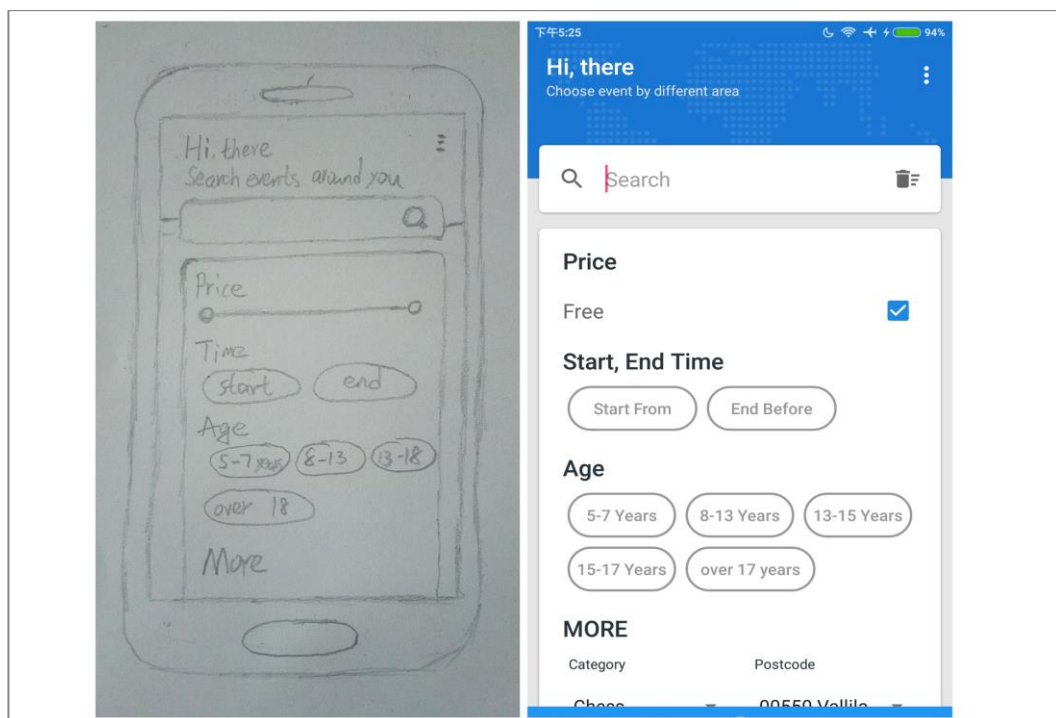 Hi. there
Search events around you
Price
Time
start end
Age
5-7 years 8-13 13-18
over 18
More
下午5:25 94%
Hi, there
Choose event by different area
Search
Price
Free
Start, End Time
Start From End Before
Age
5-7 Years 8-13 Years 13-15 Years
15-17 Years over 17 years
MORE
Category Postcode
Chess 00550 Vallila